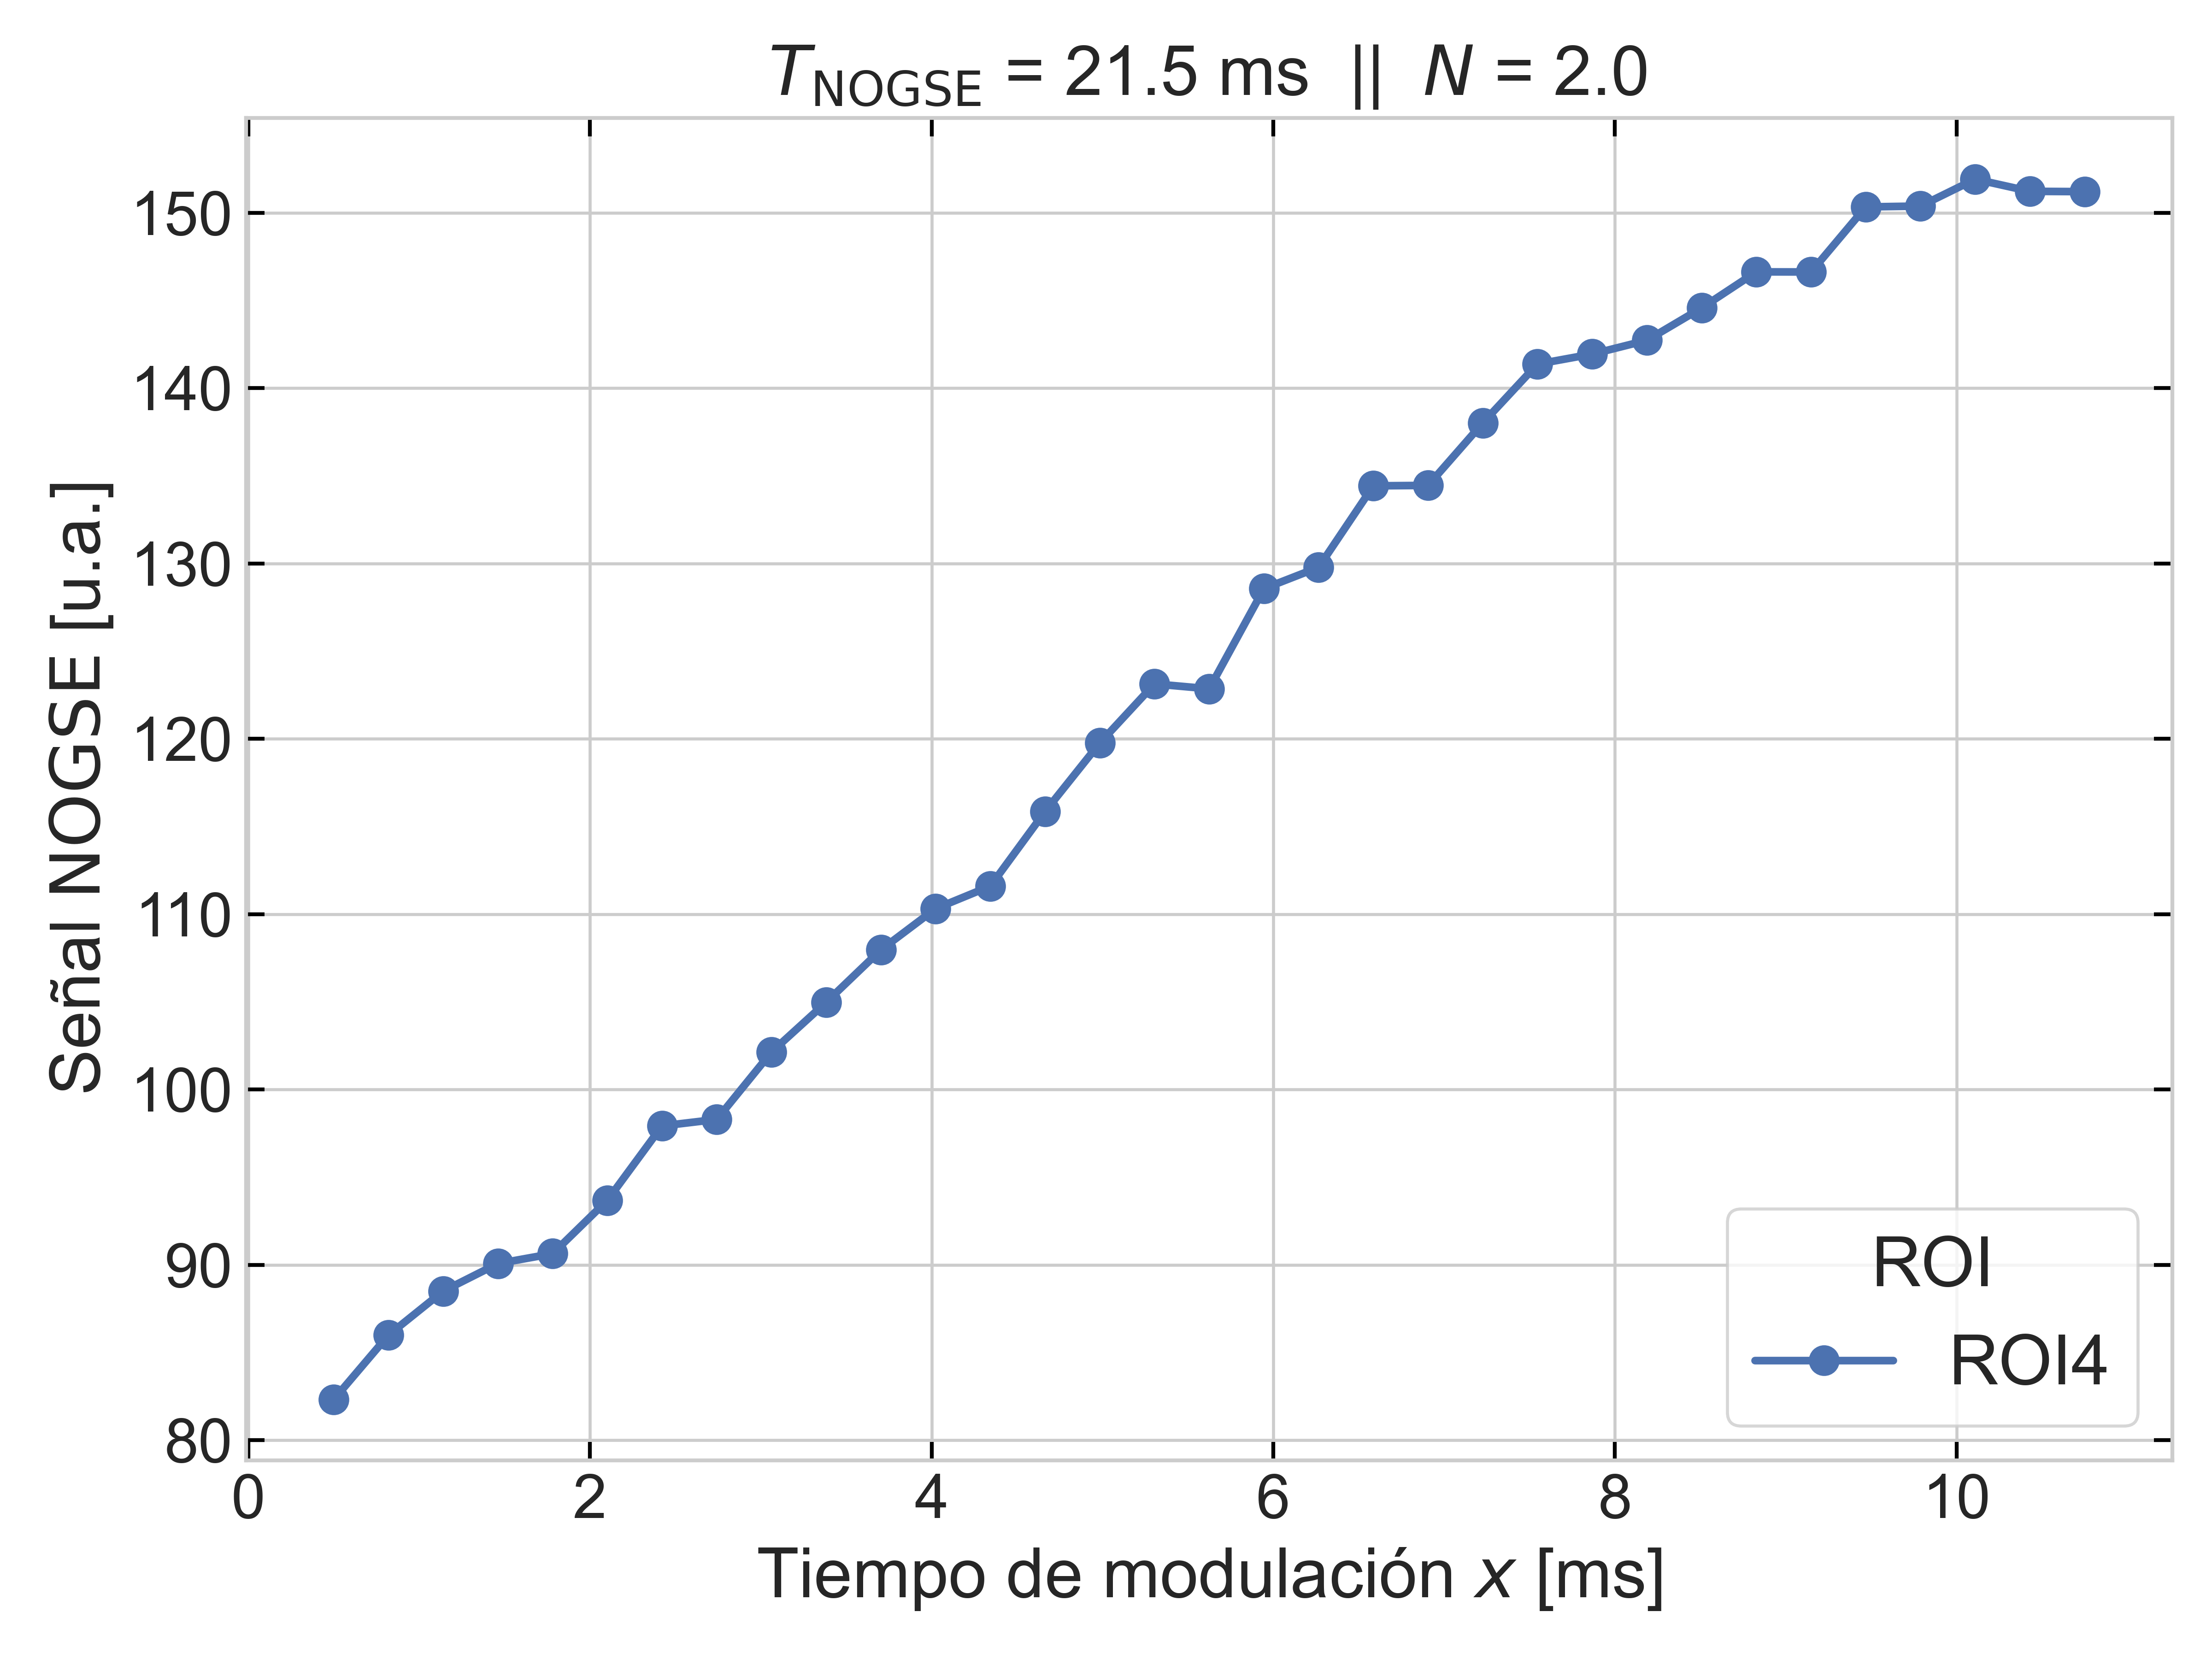 T_NOGSE = 21.5 ms || N = 2.0
Señal NOGSE [u.a.]
150
140
130
120
110
100
90
80
0 2 4 6 8 10
Tiempo de modulación x [ms]
ROI
ROI4